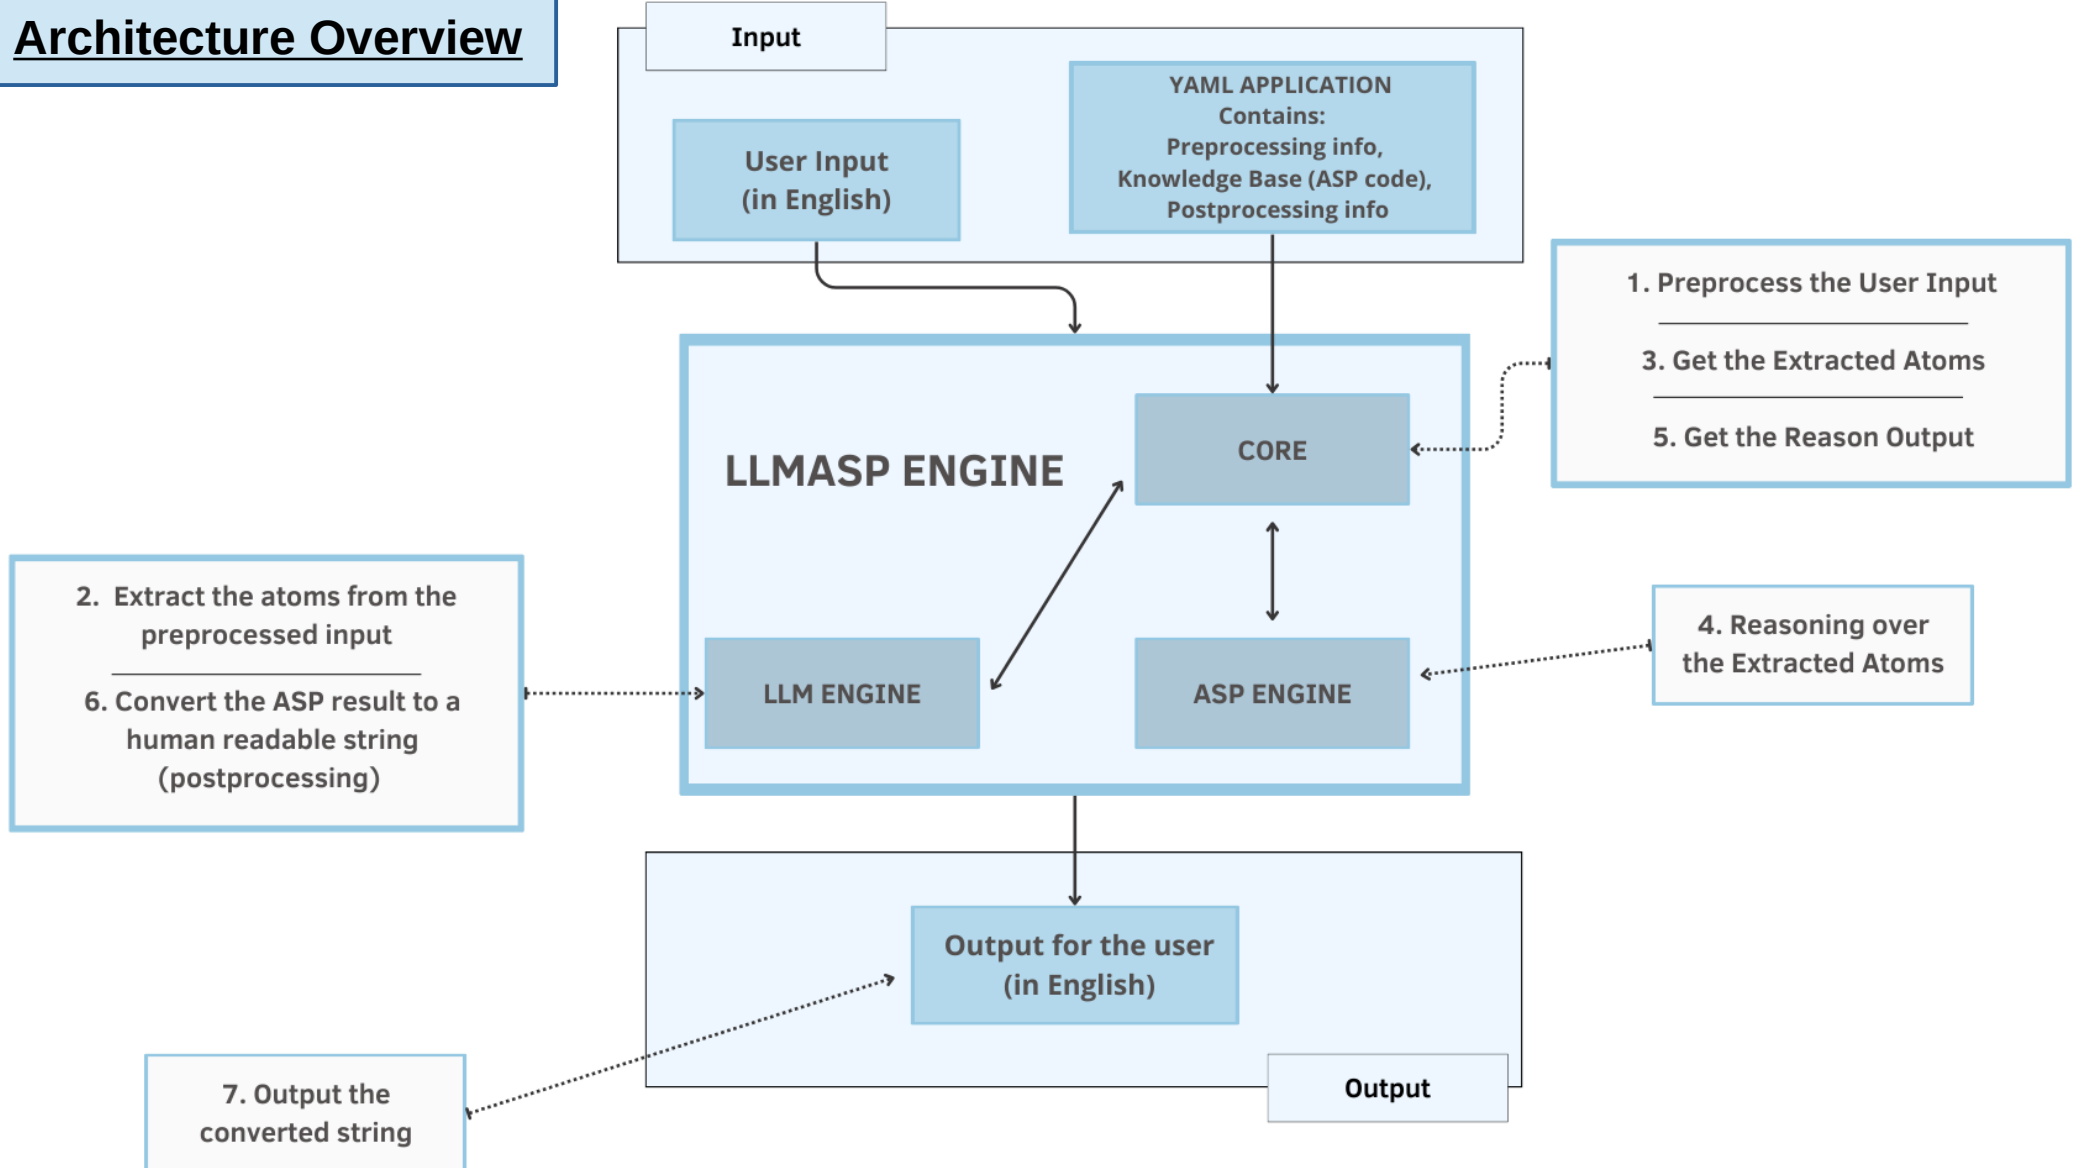 Architecture Overview
Input
User Input
(in English)
YAML APPLICATION
Contains:
Preprocessing info,
Knowledge Base (ASP code),
Postprocessing info
1. Preprocess the User Input
3. Get the Extracted Atoms
5. Get the Reason Output
LLMASP ENGINE
CORE
LLM ENGINE
ASP ENGINE
2. Extract the atoms from the
preprocessed input
6. Convert the ASP result to a
human readable string
(postprocessing)
4. Reasoning over
the Extracted Atoms
Output for the user
(in English)
Output
7. Output the
converted string